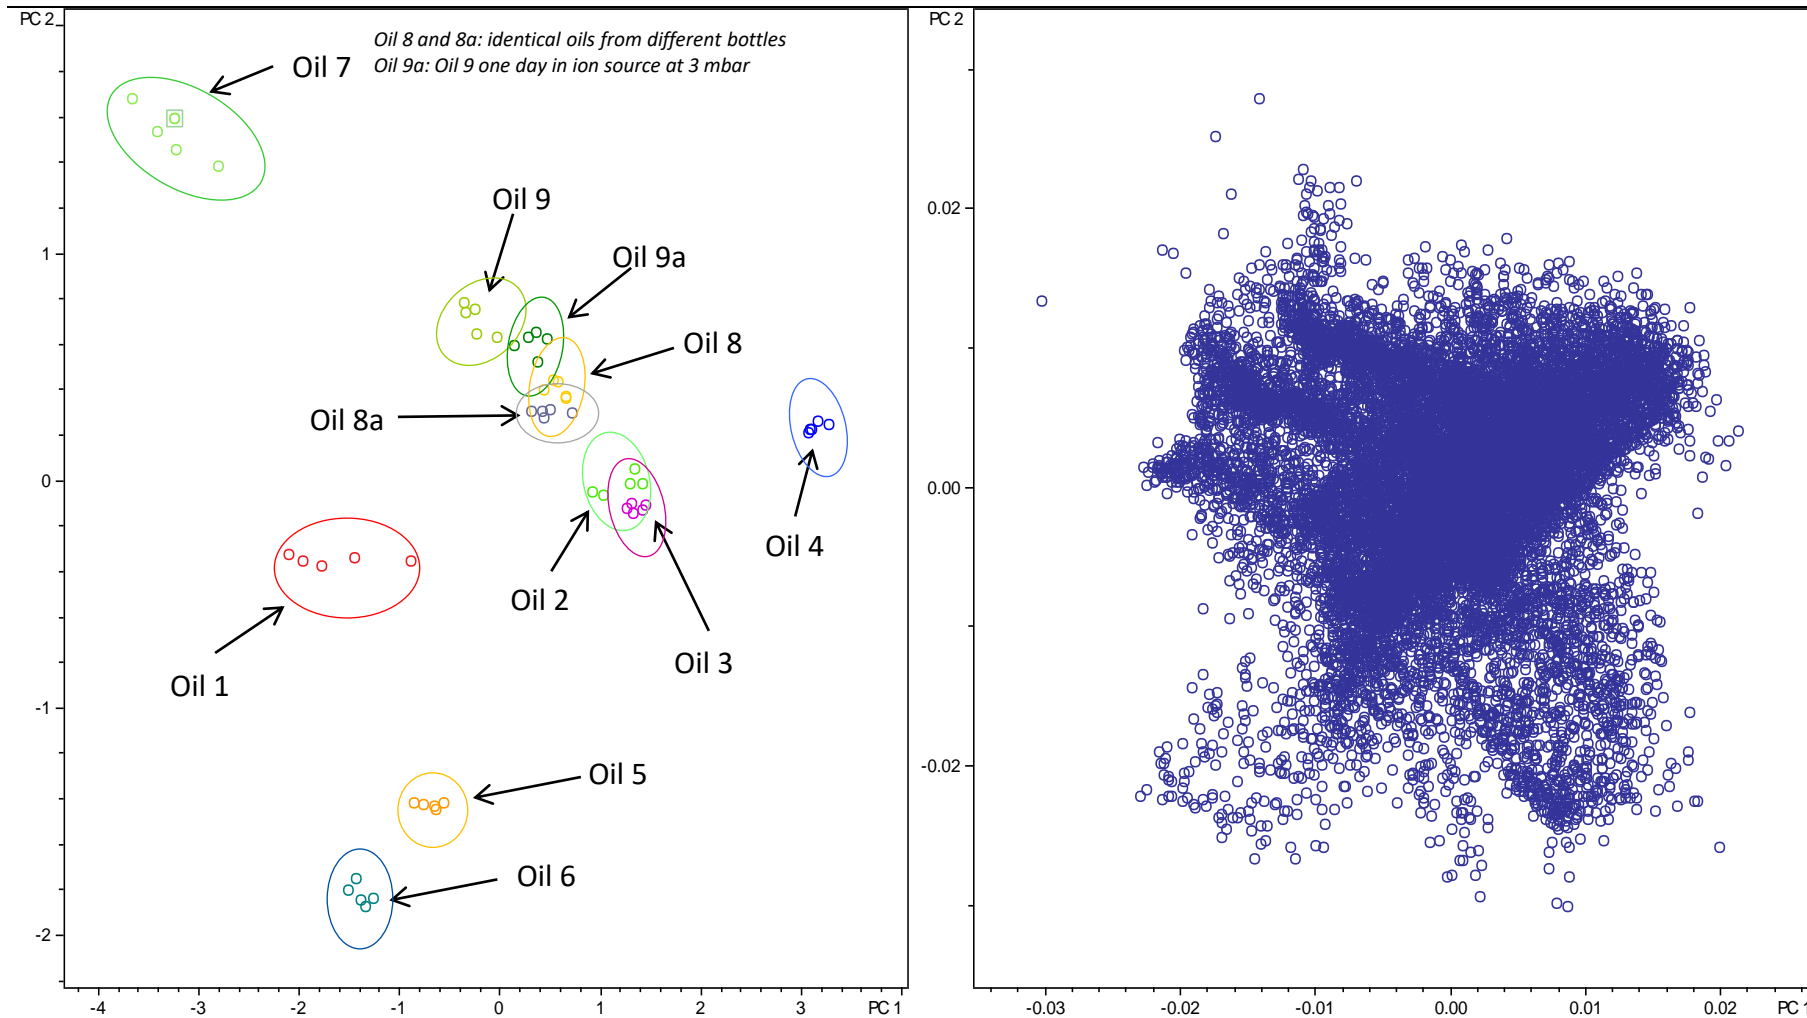 PC 2
Oil 8 and 8a: identical oils from different bottles
Oil 7
Oil 9a: Oil 9 one day in ion source at 3 mbar
Oil 9
Oil 9a
Oil 8
Oil 8a
Oil 4
Oil 2
Oil 3
Oil 1
Oil 5
Oil 6
1
0
-1
-2
-4
-3
-2
-1
0
1
2
3
PC 1
PC 2
0.02
0.00
-0.02
-0.03
-0.02
-0.01
0.00
0.01
0.02
PC 1